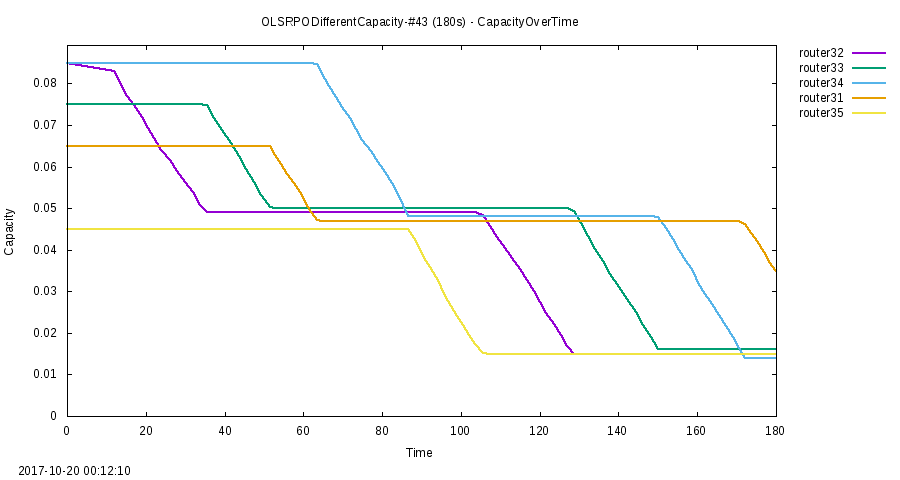 OLSRPODifferentCapacity-#43 (180s) - CapacityOverTime
router32
router33
router34
router31
router35
0.08
0.07
0.06
0.05
0.04
0.03
0.02
0.01
0
Capacity
0 20 40 60 80 100 120 140 160 180
Time
2017-10-20 00:12:10